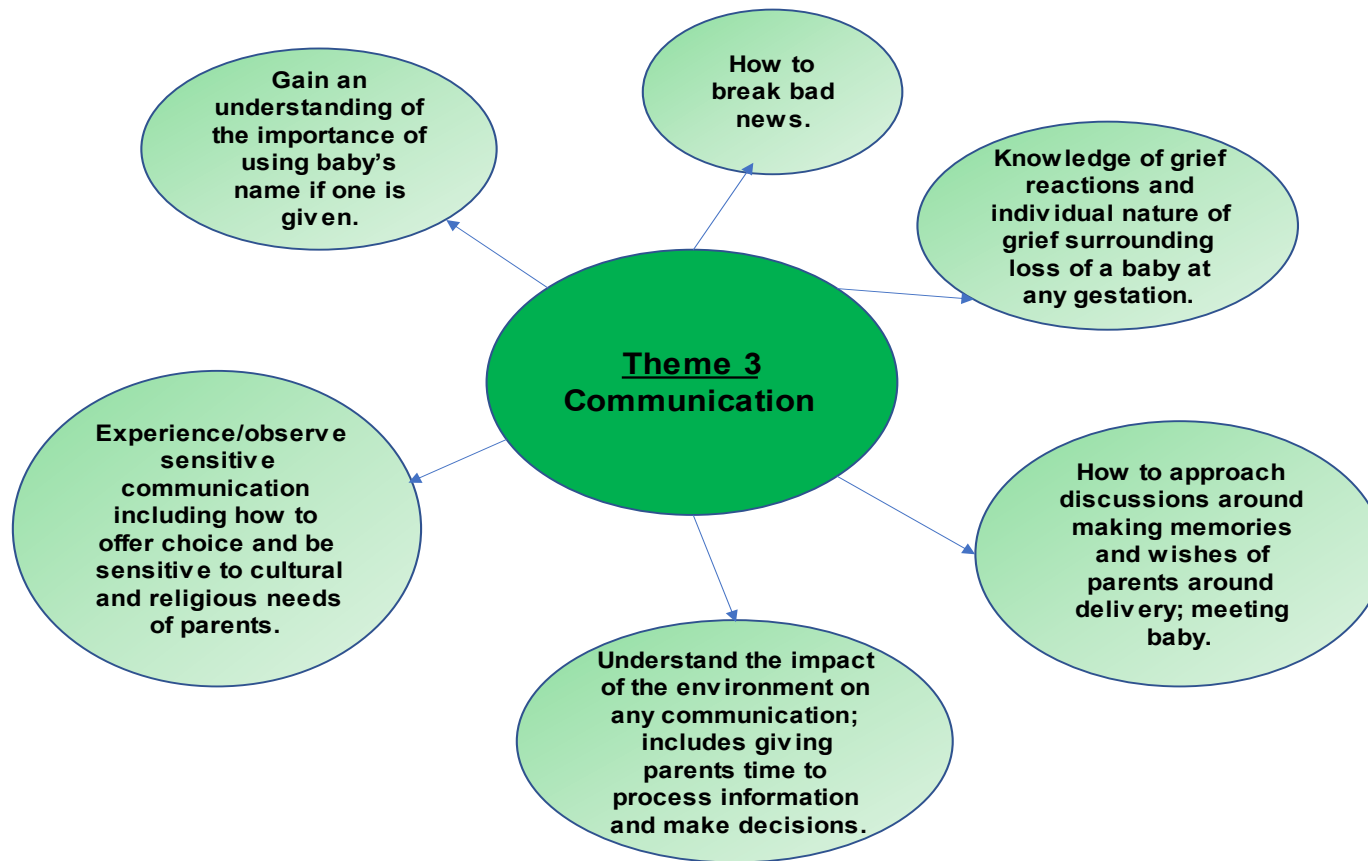 Gain an
understanding of
the importance of
using baby’s
name if one is
given.
How to
break bad
news.
Knowledge of grief
reactions and
individual nature of
grief surrounding
loss of a baby at
any gestation.
Theme 3
Communication
Experience/observe
sensitive
communication
including how to
offer choice and be
sensitive to cultural
and religious needs
of parents.
How to approach
discussions around
making memories
and wishes of
parents around
delivery; meeting
baby.
Understand the impact
of the environment on
any communication;
includes giving
parents time to
process information
and make decisions.